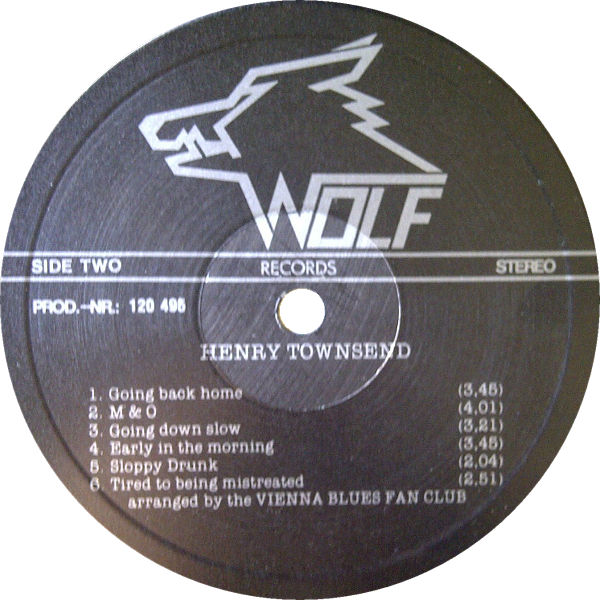 WOLF
SIDE TWO RECORDS STEREO
PROD.-NR.: 120 495
HENRY TOWNSEND
1. Going back home (3,45)
2. M & O (4,01)
3. Going down slow (3,21)
4. Early in the morning (3,45)
5. Sloppy Drunk (2,04)
6. Tired to being mistreated (2,51)
arranged by the VIENNA BLUES FAN CLUB